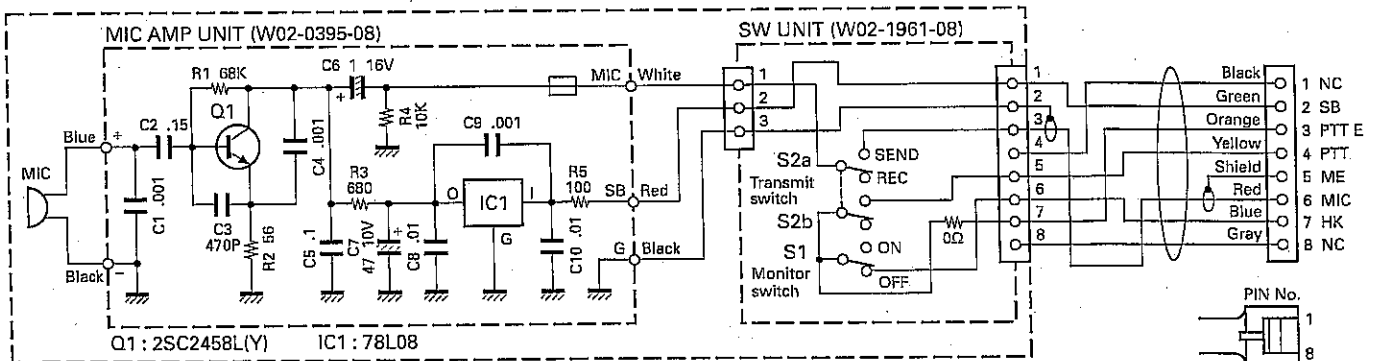 MIC AMP UNIT (W02-0395-08)
SW UNIT (W02-1961-08)
R1 68K
C6 1 16V
+
MIC
White
Q1
C2 .15
Blue
+
C4 .001
R4 10K
C9 .001
MIC
C1 .001
C3 470P
R2 56
R3 680
O IC1 I
G
R5 100
SB
Red
C5 .1
C7 47 10V
+
C8 .01
C10 .01
G
Black
Black
−
Q1 : 2SC2458L(Y) IC1 : 78L08
1
2
3
S2a
Transmit switch
SEND
REC
S2b
S1
Monitor switch
ON
OFF
0Ω
1
2
3
4
5
6
7
8
Black 1 NC
Green 2 SB
Orange 3 PTT E
Yellow 4 PTT
Shield 5 ME
Red 6 MIC
Blue 7 HK
Gray 8 NC
PIN No.
1
8